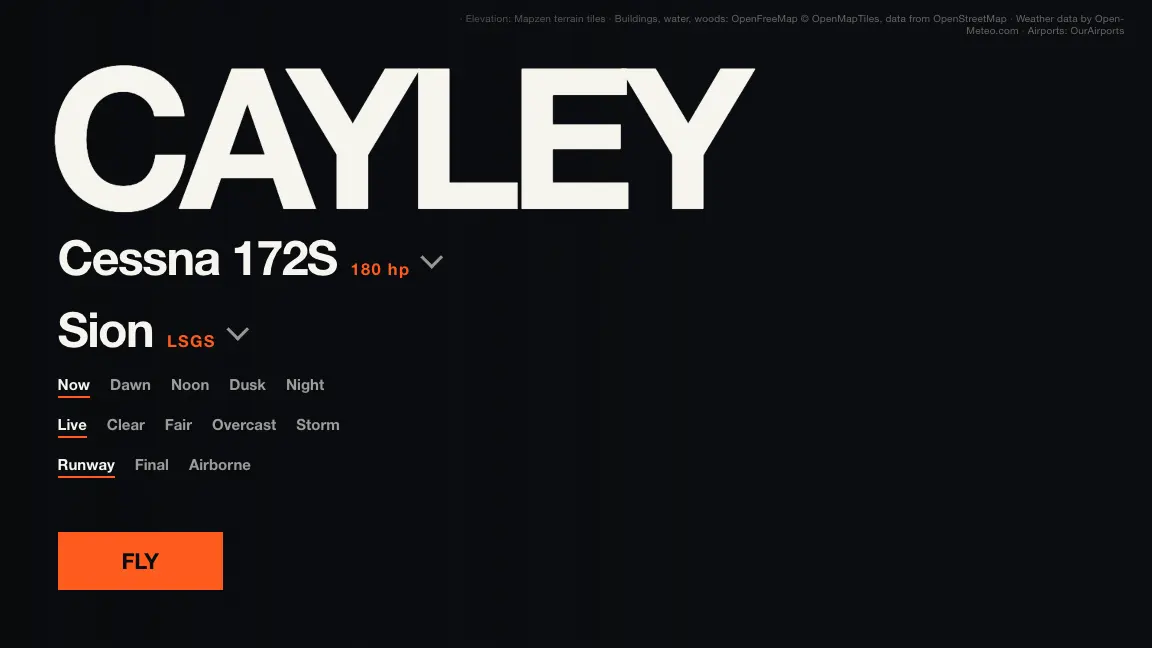 · Elevation: Mapzen terrain tiles · Buildings, water, woods: OpenFreeMap © OpenMapTiles, data from OpenStreetMap · Weather data by Open-
Meteo.com · Airports: OurAirports
CAYLEY
Cessna 172S 180 hp
Sion LSGS
Now Dawn Noon Dusk Night
Live Clear Fair Overcast Storm
Runway Final Airborne
FLY